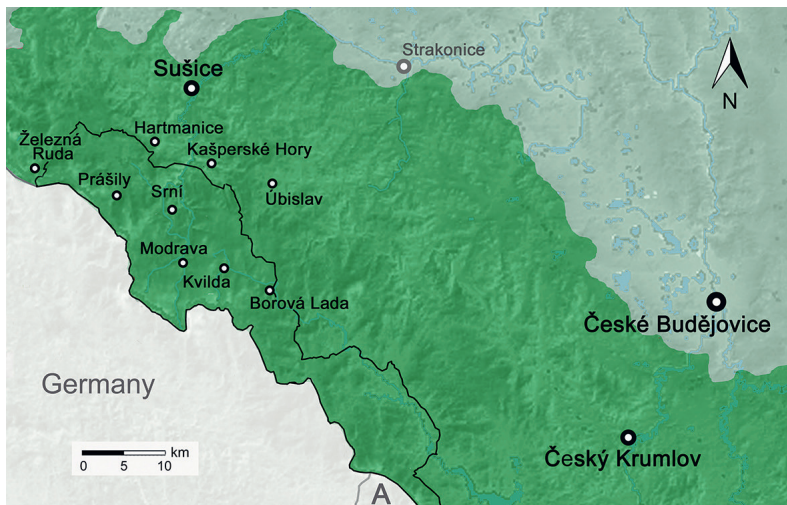 Strakonice
Sušice
N
Hartmanice
Železná
Ruda
Kašperské Hory
Prášily
Srní
Úbislav
Modrava
Kvilda
Borová Lada
České Budějovice
Germany
Český Krumlov
km
0 5 10
A